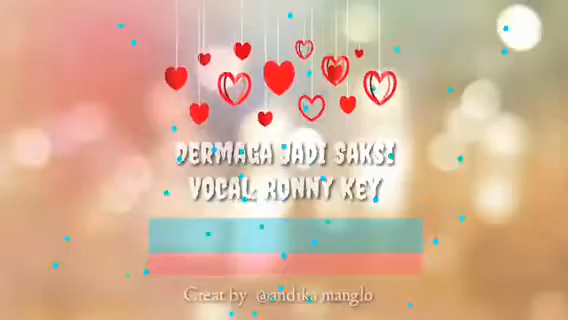 DERMAGA JADI SAKSI
VOCAL RONNY KEY
Creat by @andika manglo